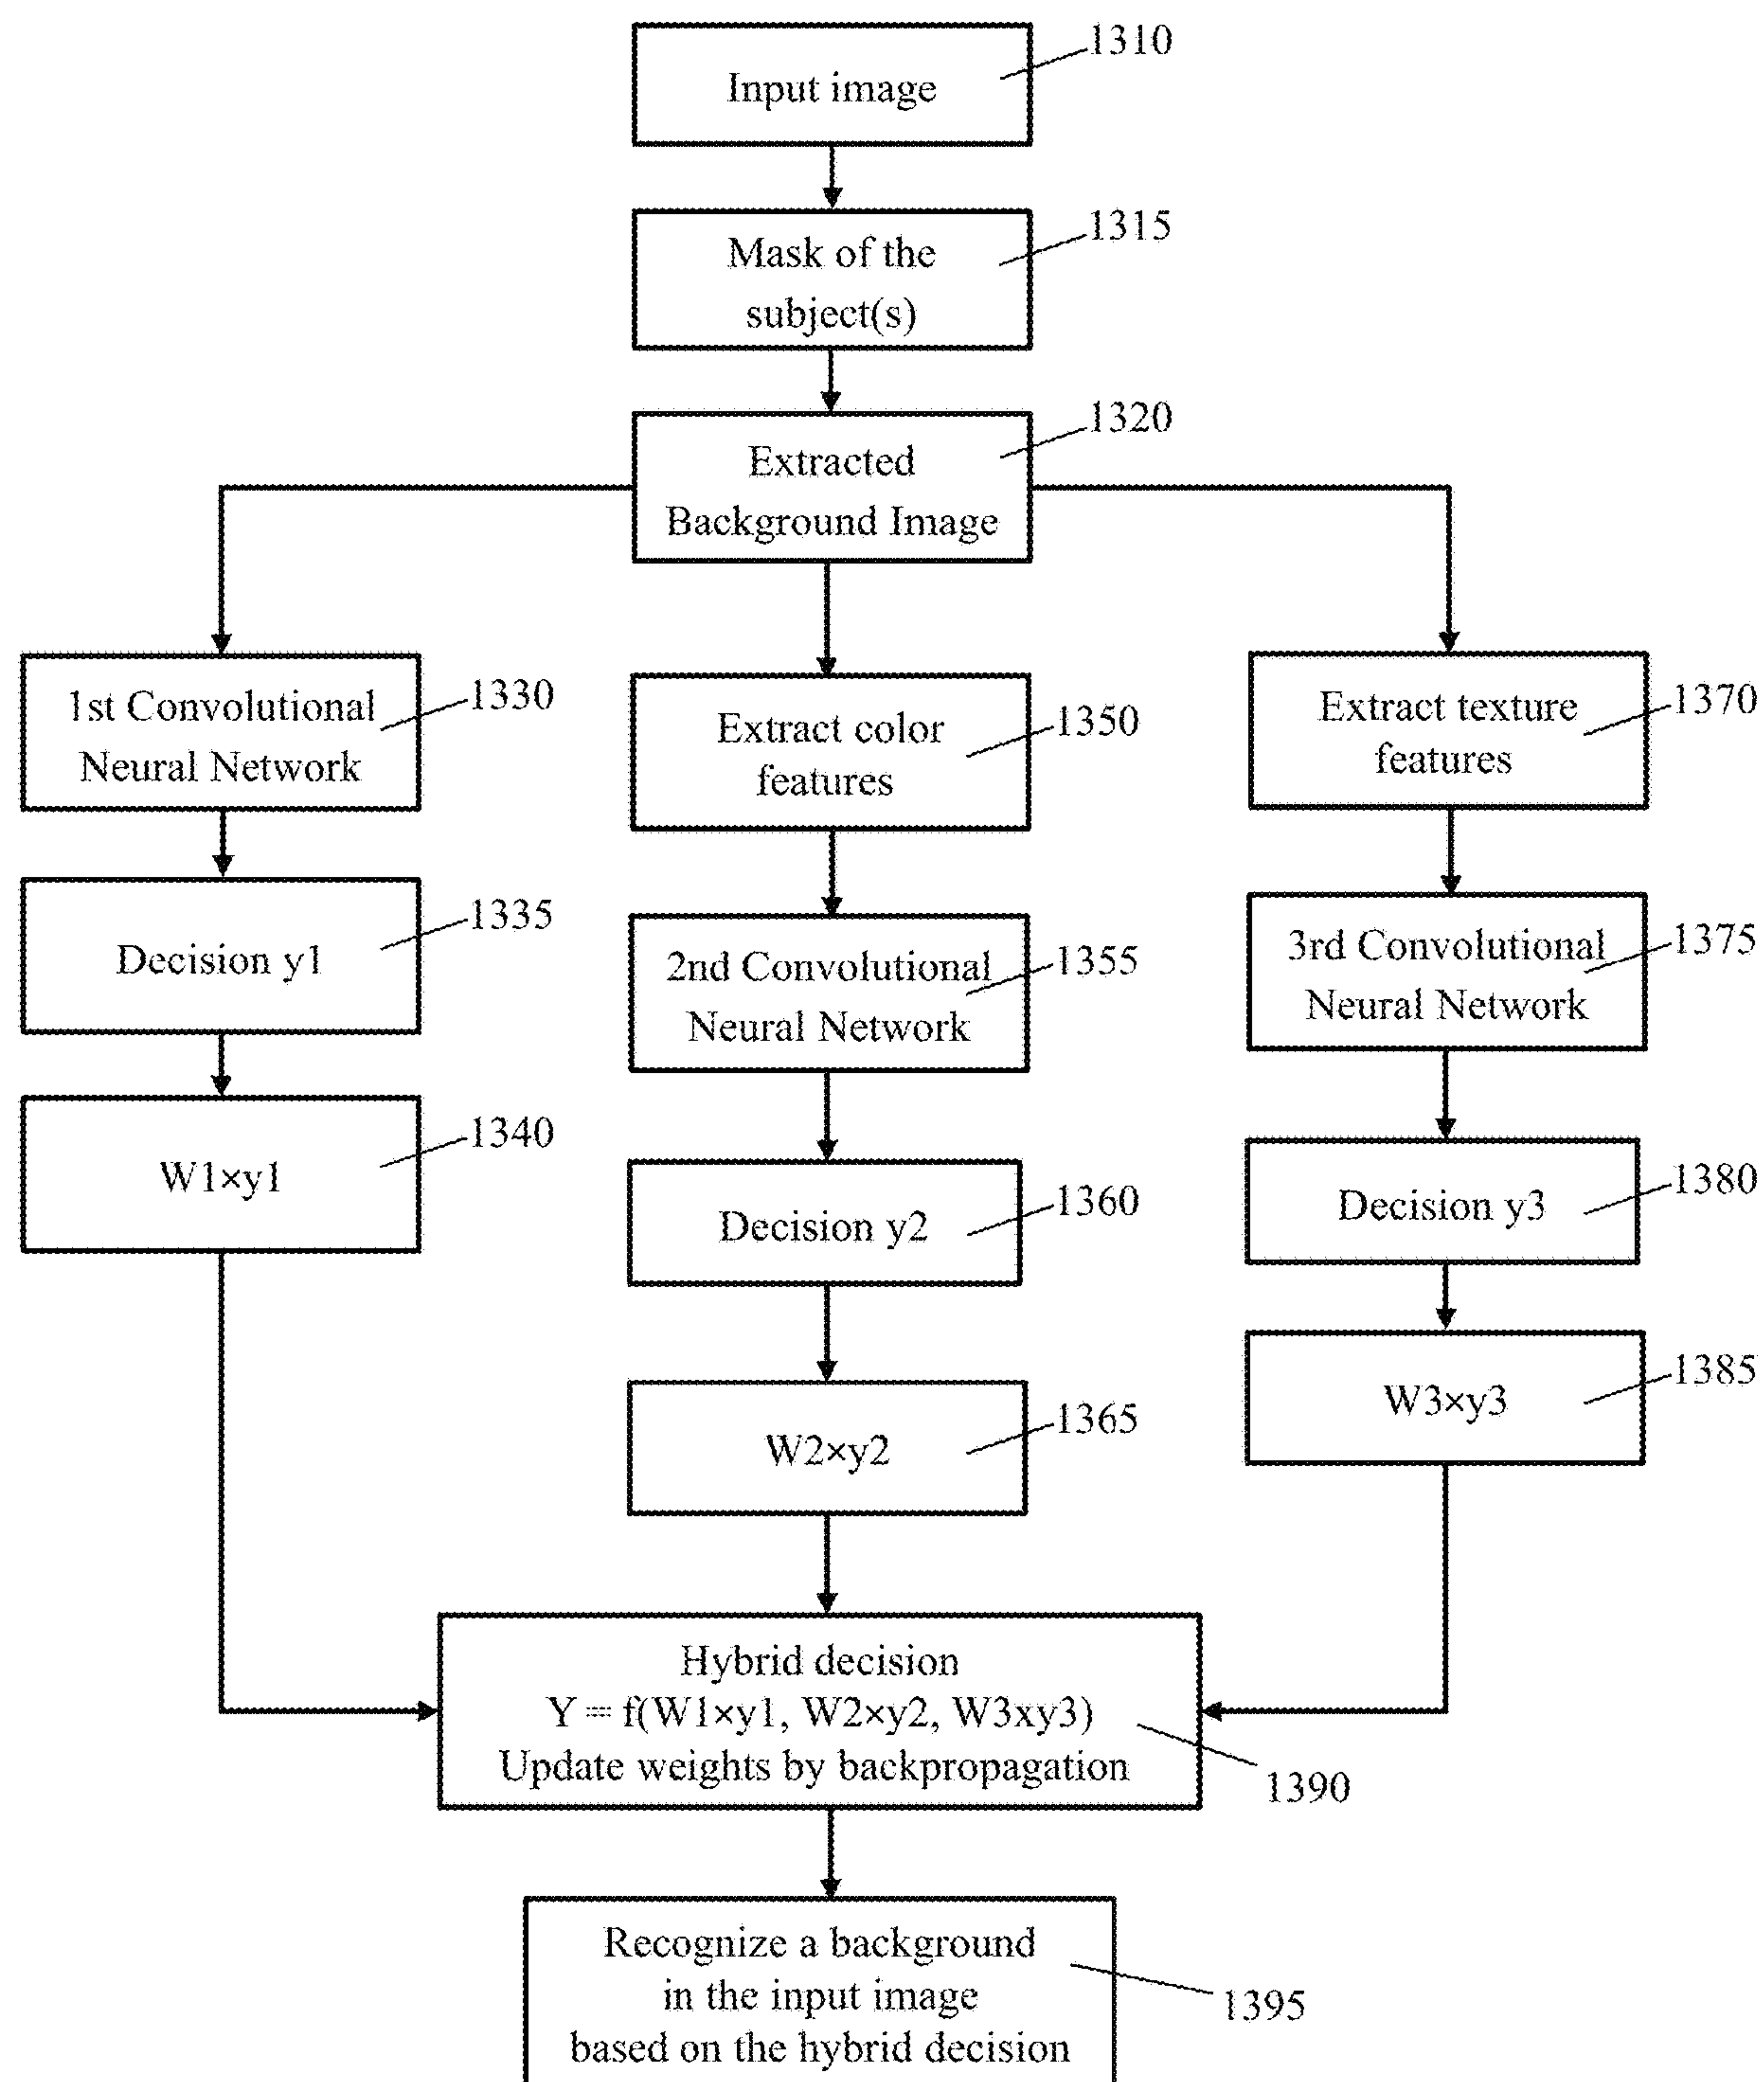 1310
Input image
1315
Mask of the
subject(s)
1320
Extracted
Background Image
1st Convolutional
Neural Network
1330
Decision y1
1335
W1×y1
1340
Extract color
features
1350
2nd Convolutional
Neural Network
1355
Decision y2
1360
W2×y2
1365
Extract texture
features
1370
3rd Convolutional
Neural Network
1375
Decision y3
1380
W3×y3
1385
Hybrid decision
Y = f(W1×y1, W2×y2, W3xy3)
Update weights by backpropagation
1390
Recognize a background
in the input image
based on the hybrid decision
1395